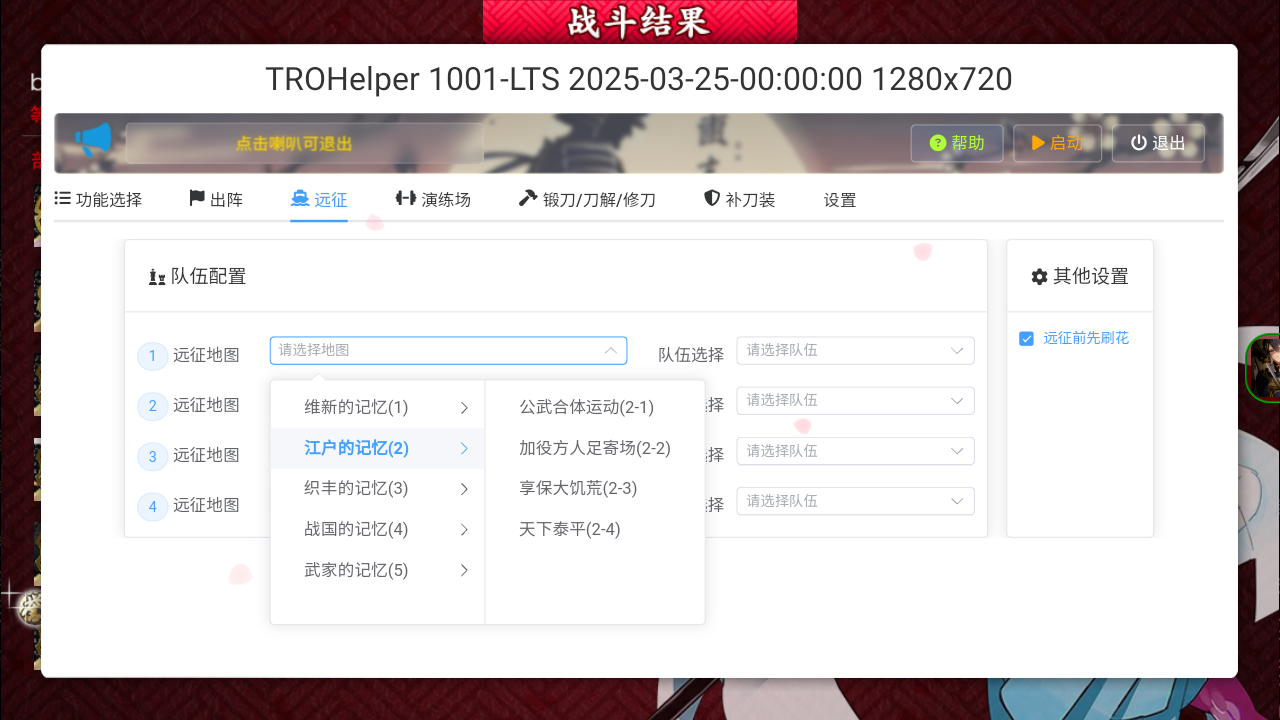 战斗结果
TROHelper 1001-LTS 2025-03-25-00:00:00 1280x720
点击喇叭可退出
帮助
启动
退出
功能选择
出阵
远征
演练场
锻刀/刀解/修刀
补刀装
设置
队伍配置
其他设置
1 远征地图 请选择地图 队伍选择 请选择队伍
远征前先刷花
2 远征地图 择 请选择队伍
3 远征地图 择 请选择队伍
4 远征地图 择 请选择队伍
维新的记忆(1)
江户的记忆(2)
织丰的记忆(3)
战国的记忆(4)
武家的记忆(5)
公武合体运动(2-1)
加役方人足寄场(2-2)
享保大饥荒(2-3)
天下泰平(2-4)